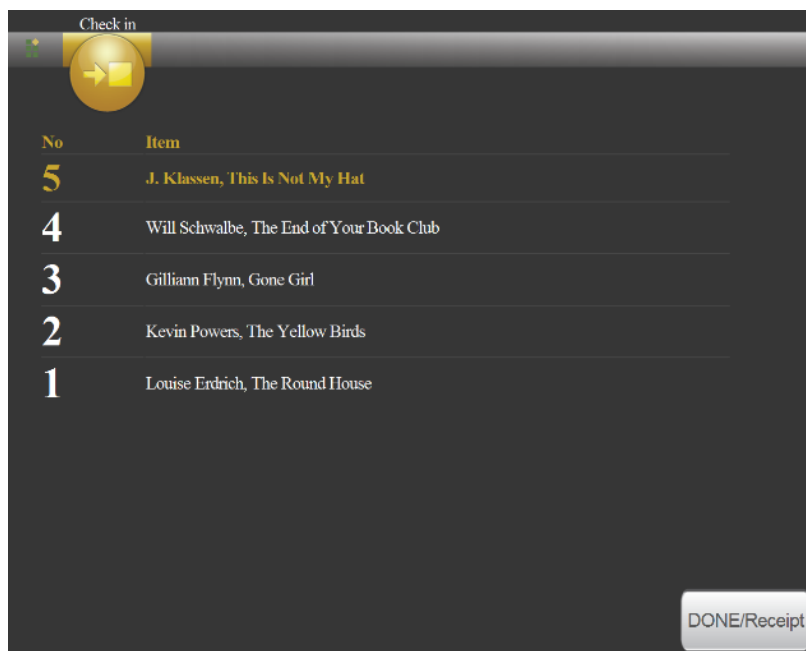 Check in
No Item
5 J. Klassen, This Is Not My Hat
4 Will Schwalbe, The End of Your Book Club
3 Gilliann Flynn, Gone Girl
2 Kevin Powers, The Yellow Birds
1 Louise Erdrich, The Round House
DONE/Receipt